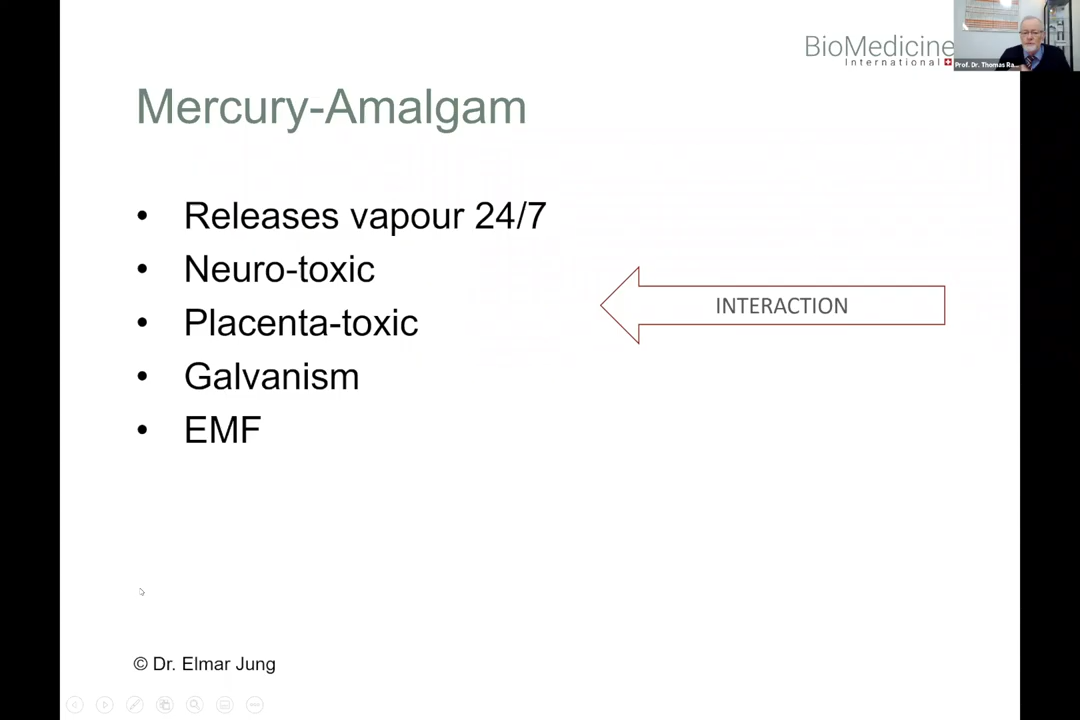 BioMedicine
International
Prof. Dr. Thomas Ra...
Mercury-Amalgam
• Releases vapour 24/7
• Neuro-toxic
• Placenta-toxic
• Galvanism
• EMF
INTERACTION
© Dr. Elmar Jung